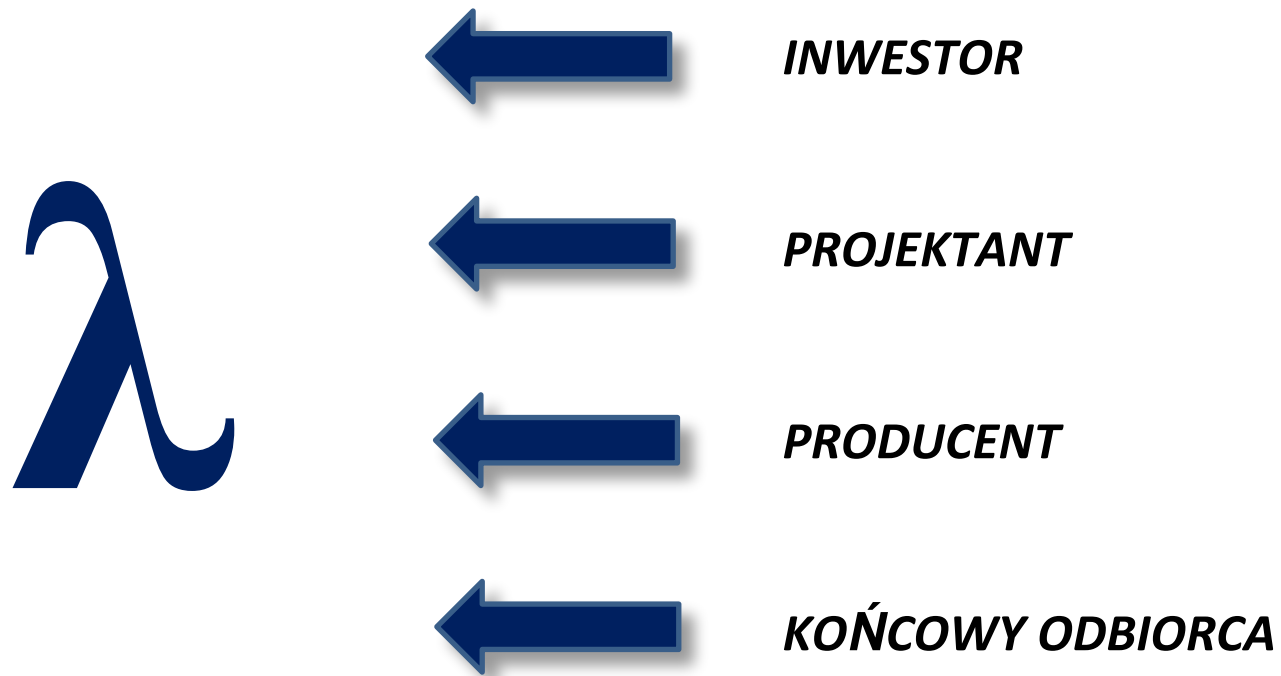 INWESTOR
λ
PROJEKTANT
PRODUCENT
KOŃCOWY ODBIORCA